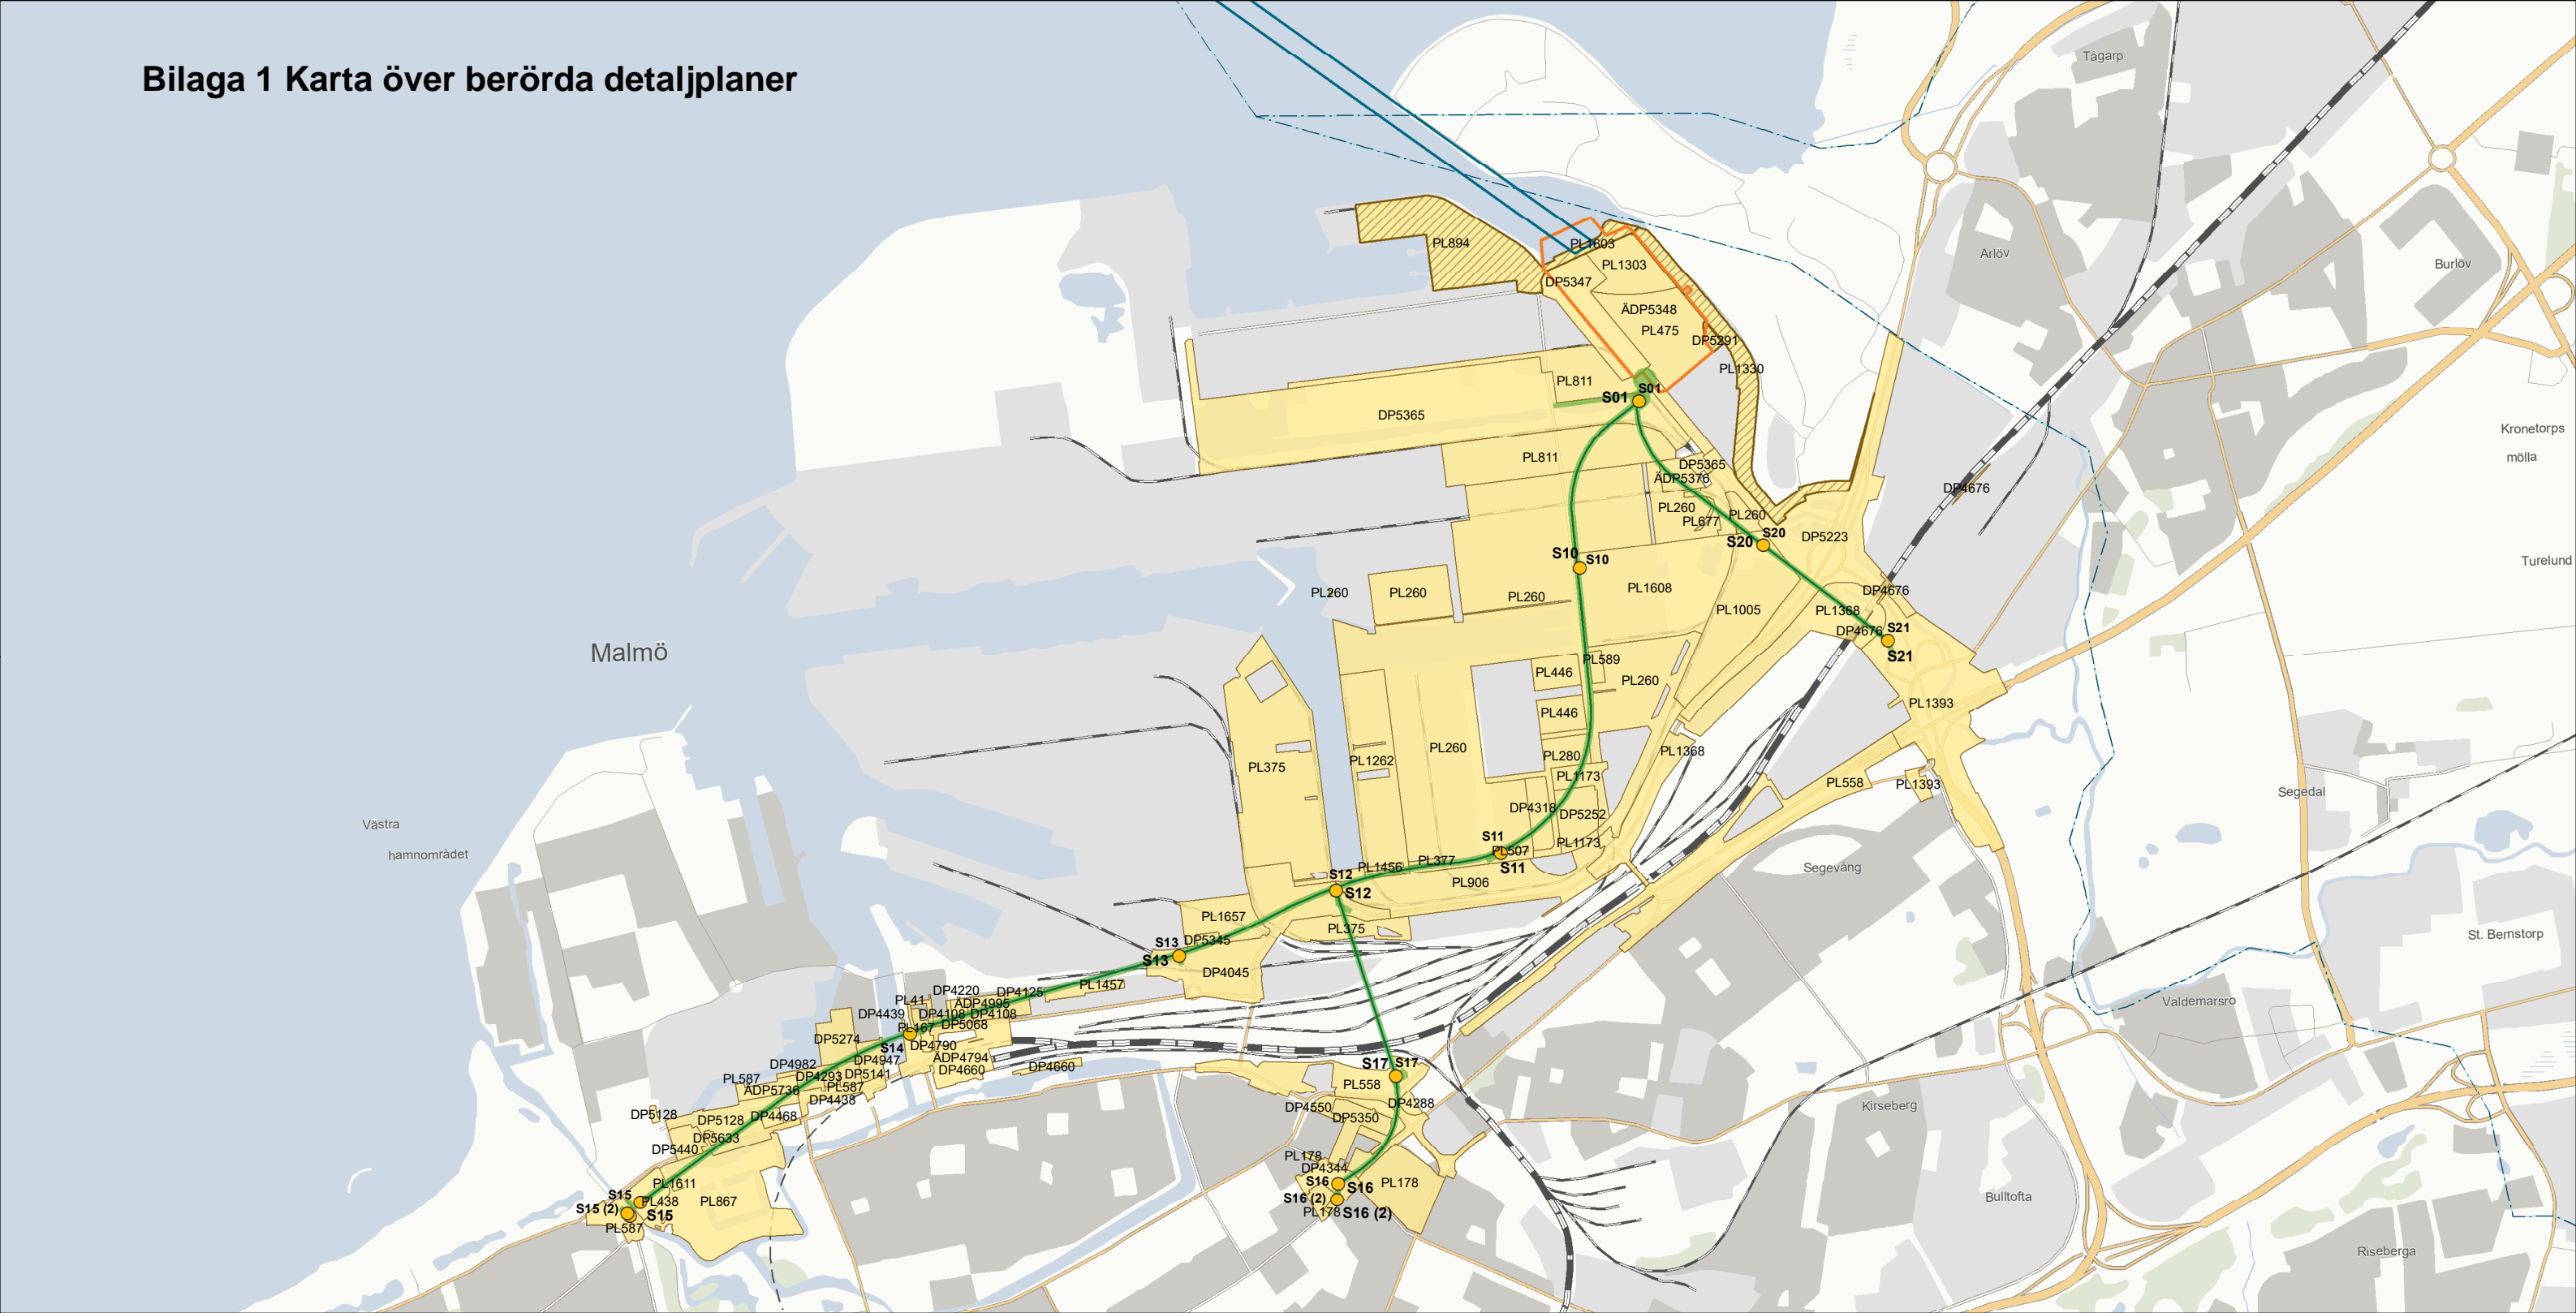 Bilaga 1 Karta över berörda detaljplaner
Tågarp
Arlöv
Burlöv
PL894
PL1603
PL1303
DP5347
ÄDP5348
PL475
DP5291
PL1330
PL811
S01
S01
DP5365
Kronetorps
mölla
PL811
DP5365
ÄDP5376
DP4676
PL260
PL677
PL260
S20
S20
DP5223
S10
S10
Turelund
PL260
PL260
PL260
PL1608
PL1005
DP4676
PL1368
DP4676
S21
S21
Malmö
PL589
PL446
PL260
PL446
PL1393
PL260
PL280
PL1368
PL375
PL1262
PL1173
PL558
PL1393
Segedal
DP4318
DP5252
Västra
hamnområdet
S11
PL507
PL1173
S11
PL1456
PL377
PL906
Segevång
S12
S12
PL1657
PL375
St. Bernstorp
S13
DP5345
S13
DP4045
PL1457
Valdemarsro
DP4220
DP4125
PL41
ÄDP4995
DP4439
DP4108
DP4108
PL167
DP5068
DP5274
S14
DP4790
DP4947
ÄDP4794
DP4982
DP4660
DP4660
DP5141
DP4293
PL587
ÄDP5736
PL587
DP4438
S17
S17
PL558
DP4288
DP4550
DP5350
Kirseberg
DP5128
DP5128
DP4468
DP5633
DP5440
PL178
DP4344
S16
S16
PL178
S16 (2)
PL178
S16 (2)
PL1611
S15
PL438
PL867
S15 (2)
S15
PL587
Bulltofta
Riseberga